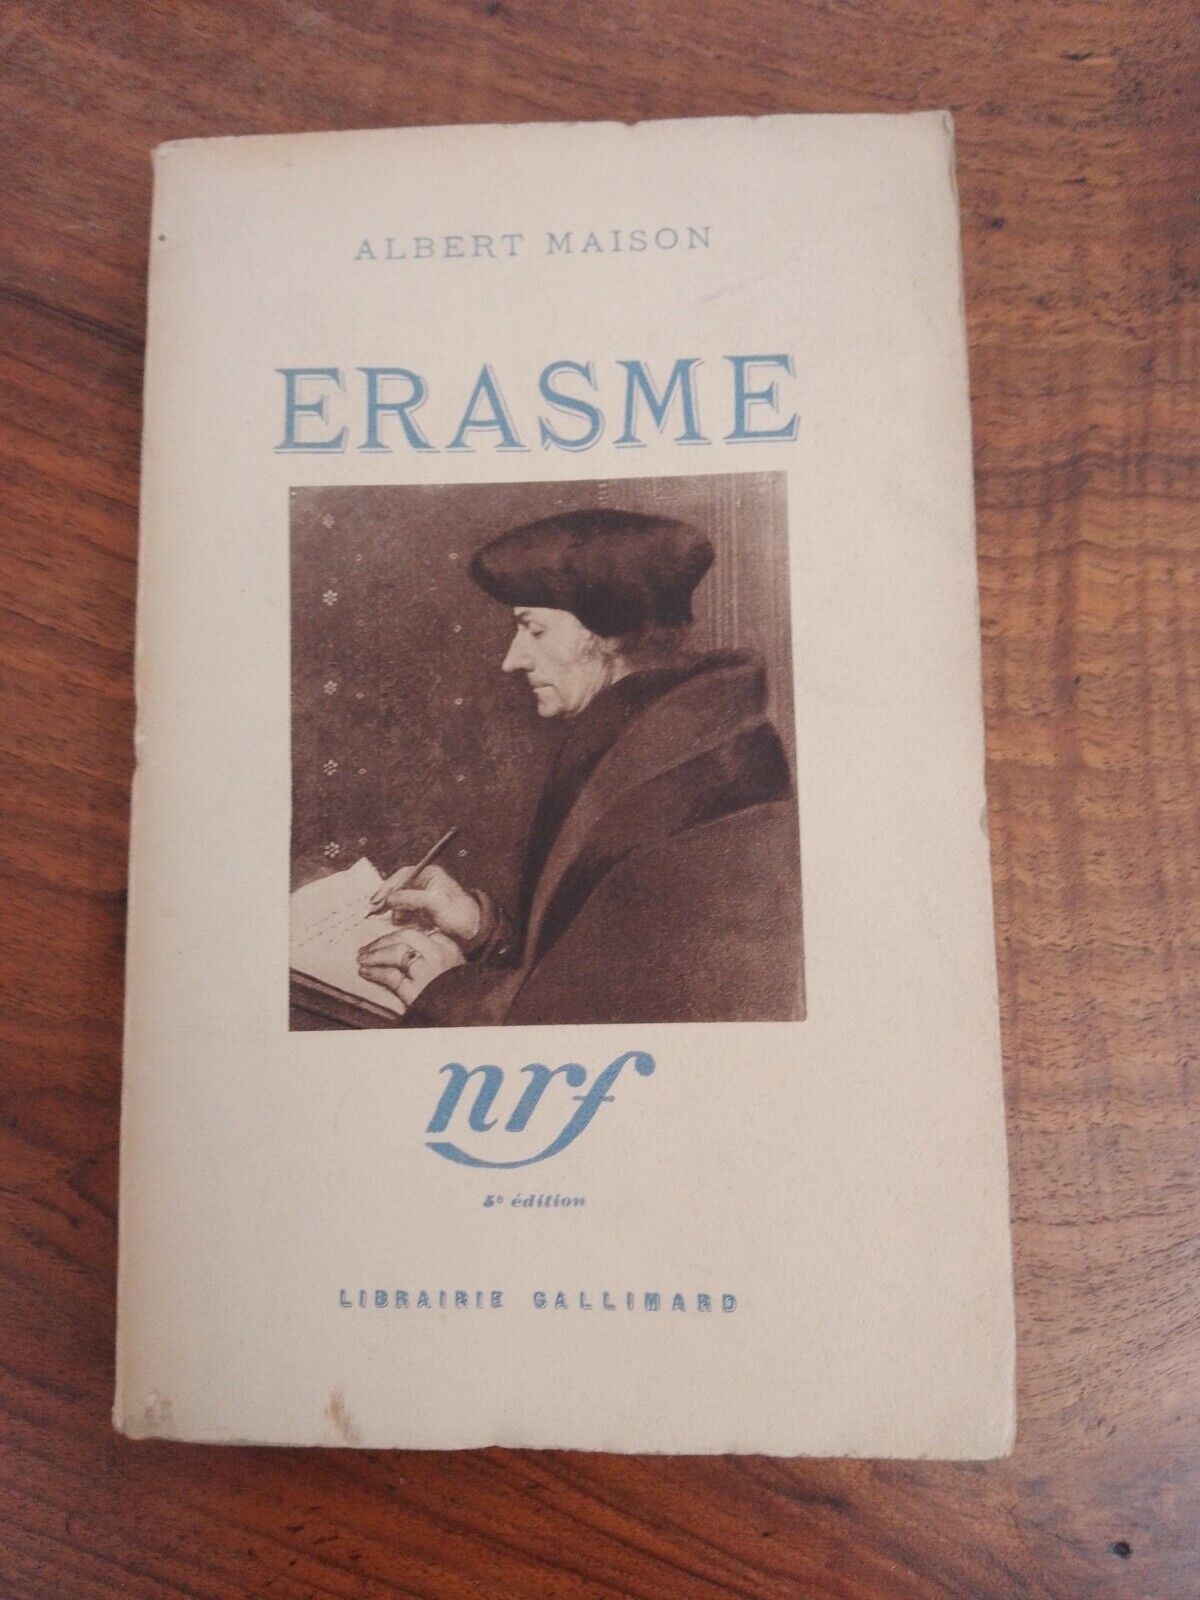 ALBERT MAISON
ERASME
nrf
5e édition
LIBRAIRIE GALLIMARD